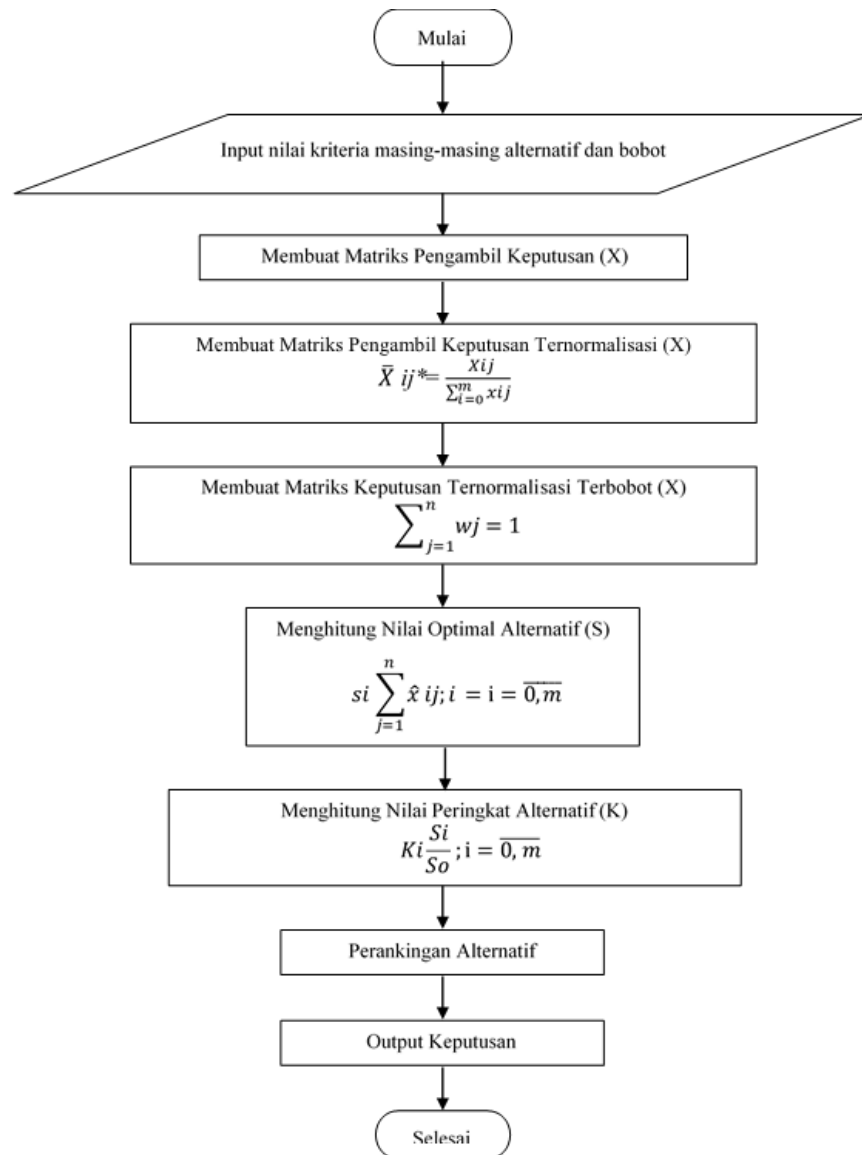 Mulai
Input nilai kriteria masing-masing alternatif dan bobot
Membuat Matriks Pengambil Keputusan (X)
Membuat Matriks Pengambil Keputusan Ternormalisasi (X)
X̄ ij*= Xij / ∑_{i=0}^{m} xij
Membuat Matriks Keputusan Ternormalisasi Terbobot (X)
∑_{j=1}^{n} wj = 1
Menghitung Nilai Optimal Alternatif (S)
si ∑_{j=1}^{n} x̂ ij; i = i = \overline{0,m}
Menghitung Nilai Peringkat Alternatif (K)
Ki Si / So ; i = \overline{0, m}
Perankingan Alternatif
Output Keputusan
Selesai